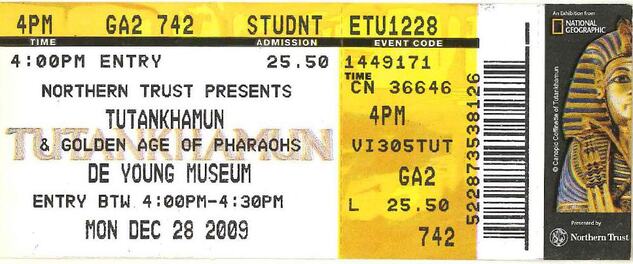 4PM GA2 742 STUDNT ETU1228
TIME ADMISSION EVENT CODE
4:00PM ENTRY 25.50
NORTHERN TRUST PRESENTS
TUTANKHAMUN
TUTANKHAMUN
& GOLDEN AGE OF PHARAOHS
DE YOUNG MUSEUM
ENTRY BTW 4:00PM-4:30PM
MON DEC 28 2009
1449171
TIME
CN 36646
4PM
VI305TUT
GA2
L 25.50
742
522873538126
An Exhibition from
NATIONAL
GEOGRAPHIC
© Canopic Coffinette of Tutankhamun
Presented by
Northern Trust